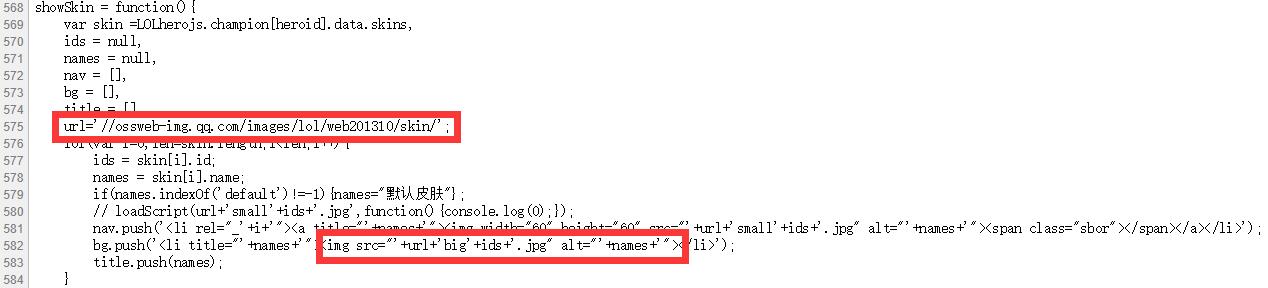 568 showSkin = function(){
569 var skin =LOLherojs.champion[heroid].data.skins,
570 ids = null,
571 names = null,
572 nav = [],
573 bg = [],
574 title = []
575 url='//ossweb-img.qq.com/images/lol/web201310/skin/';
576 for(var i=0,len=skin.length;i<len;i++){
577 ids = skin[i].id;
578 names = skin[i].name;
579 if(names.indexOf('default')!=-1){names="默认皮肤"};
580 // loadScript(url+'small'+ids+'.jpg',function(){console.log(0);});
581 nav.push('<li rel="_'+i+'"><a title="'+names+'"><img width="60" height="60" src="'+url+'small'+ids+'.jpg" alt="'+names+'"><span class="sbor"></span></a></li>');
582 bg.push('<li title="'+names+'"><img src="'+url+'big'+ids+'.jpg" alt="'+names+'"></li>');
583 title.push(names);
584 }